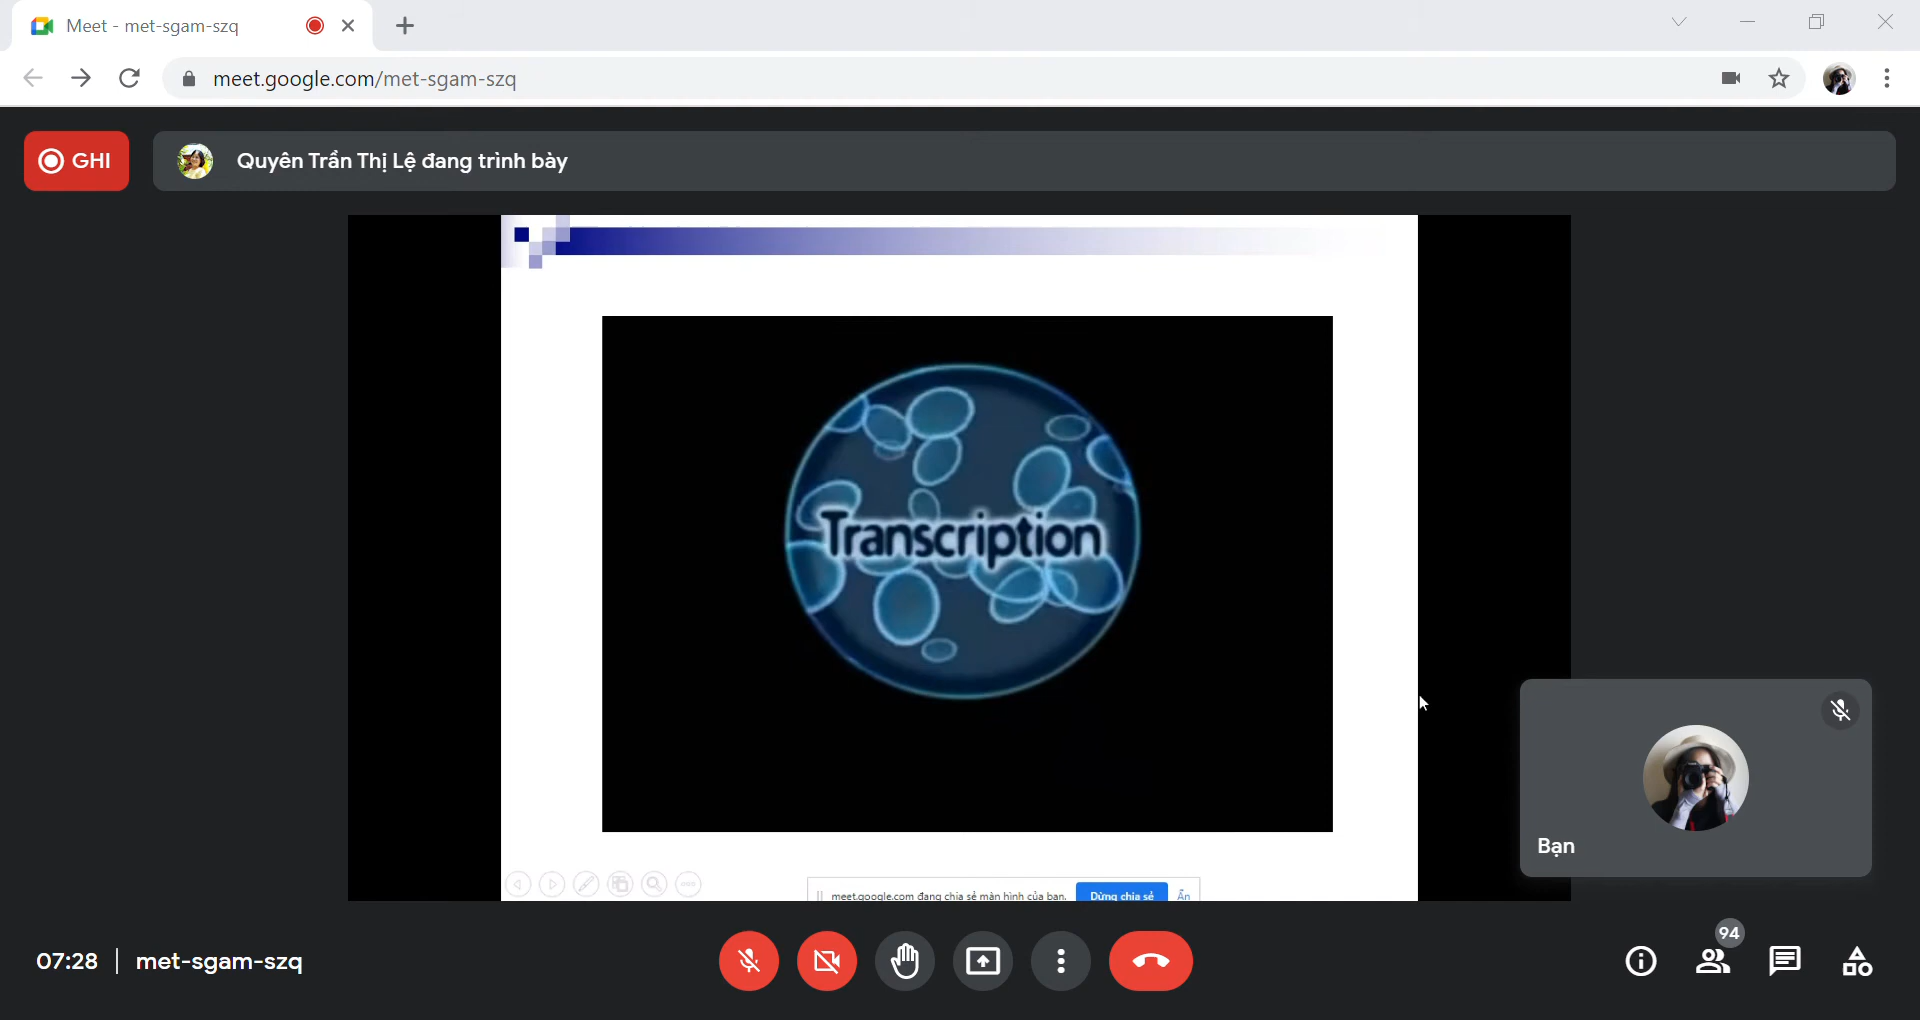 Meet - met-sgam-szq
meet.google.com/met-sgam-szq
GHI
Quyên Trần Thị Lệ đang trình bày
Transcription
meet.google.com đang chia sẻ màn hình của bạn.
Dừng chia sẻ
Ẩn
Bạn
07:28
met-sgam-szq
94